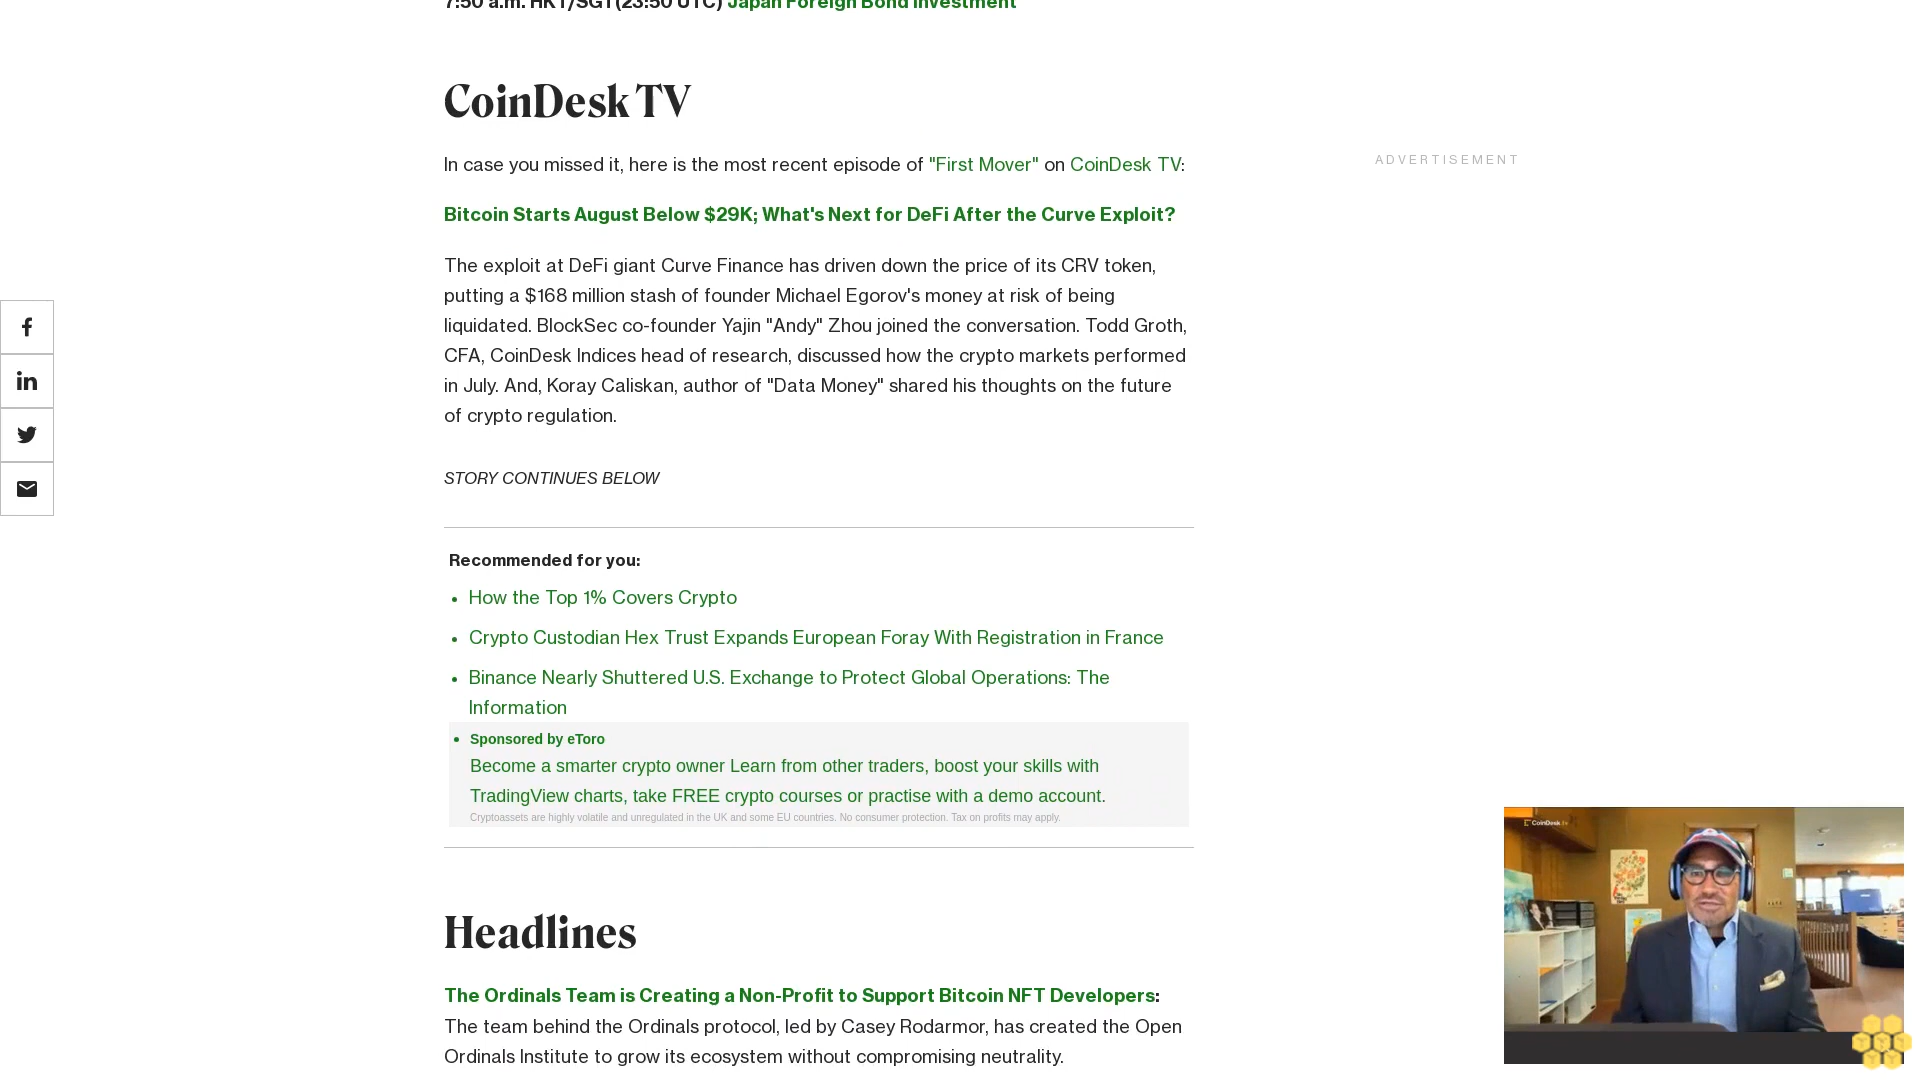 7:50 a.m. HKT/SGT(23:50 UTC) Japan Foreign Bond Investment
CoinDesk TV
In case you missed it, here is the most recent episode of "First Mover" on CoinDesk TV:
ADVERTISEMENT
Bitcoin Starts August Below $29K; What's Next for DeFi After the Curve Exploit?
The exploit at DeFi giant Curve Finance has driven down the price of its CRV token,
putting a $168 million stash of founder Michael Egorov's money at risk of being
liquidated. BlockSec co-founder Yajin "Andy" Zhou joined the conversation. Todd Groth,
CFA, CoinDesk Indices head of research, discussed how the crypto markets performed
in July. And, Koray Caliskan, author of "Data Money" shared his thoughts on the future
of crypto regulation.
STORY CONTINUES BELOW
Recommended for you:
• How the Top 1% Covers Crypto
• Crypto Custodian Hex Trust Expands European Foray With Registration in France
• Binance Nearly Shuttered U.S. Exchange to Protect Global Operations: The
Information
• Sponsored by eToro
Become a smarter crypto owner Learn from other traders, boost your skills with
TradingView charts, take FREE crypto courses or practise with a demo account.
Cryptoassets are highly volatile and unregulated in the UK and some EU countries. No consumer protection. Tax on profits may apply.
CoinDesk TV
Headlines
The Ordinals Team is Creating a Non-Profit to Support Bitcoin NFT Developers:
The team behind the Ordinals protocol, led by Casey Rodarmor, has created the Open
Ordinals Institute to grow its ecosystem without compromising neutrality.